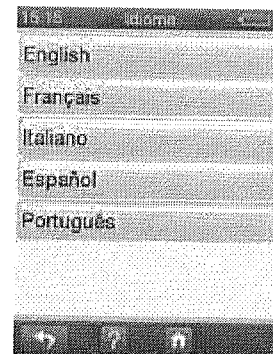 15:15 Idioma
English
Français
Italiano
Español
Português
?